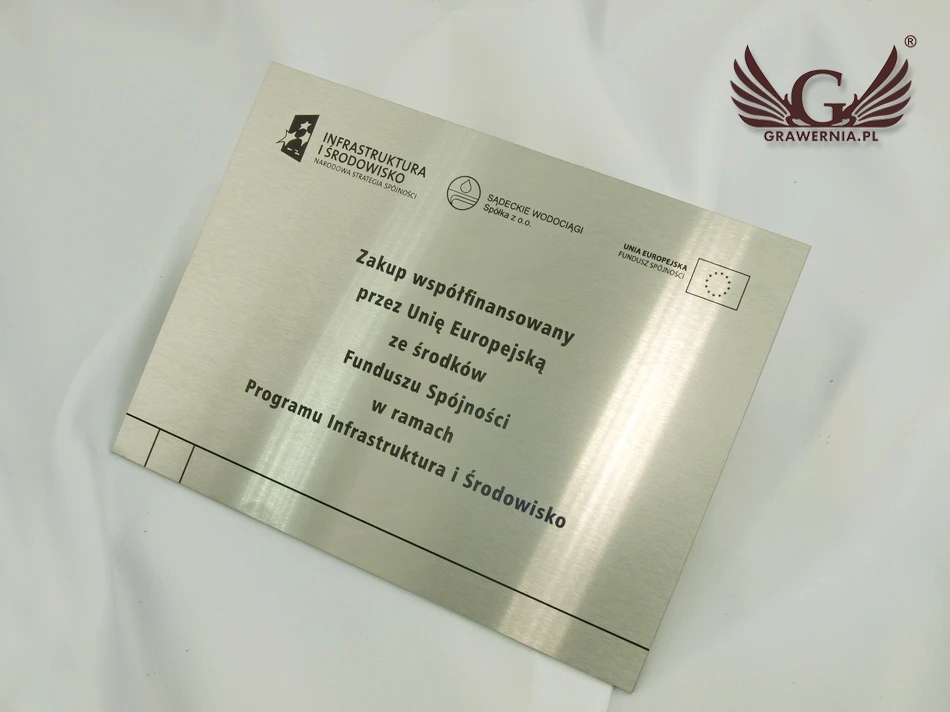 INFRASTRUKTURA
I ŚRODOWISKO
NARODOWA STRATEGIA SPÓJNOŚCI
SĄDECKIE WODOCIĄGI
Spółka z o.o.
UNIA EUROPEJSKA
FUNDUSZ SPÓJNOŚCI
Zakup współfinansowany
przez Unię Europejską
ze środków
Funduszu Spójności
w ramach
Programu Infrastruktura i Środowisko
G ®
GRAWERNIA.PL